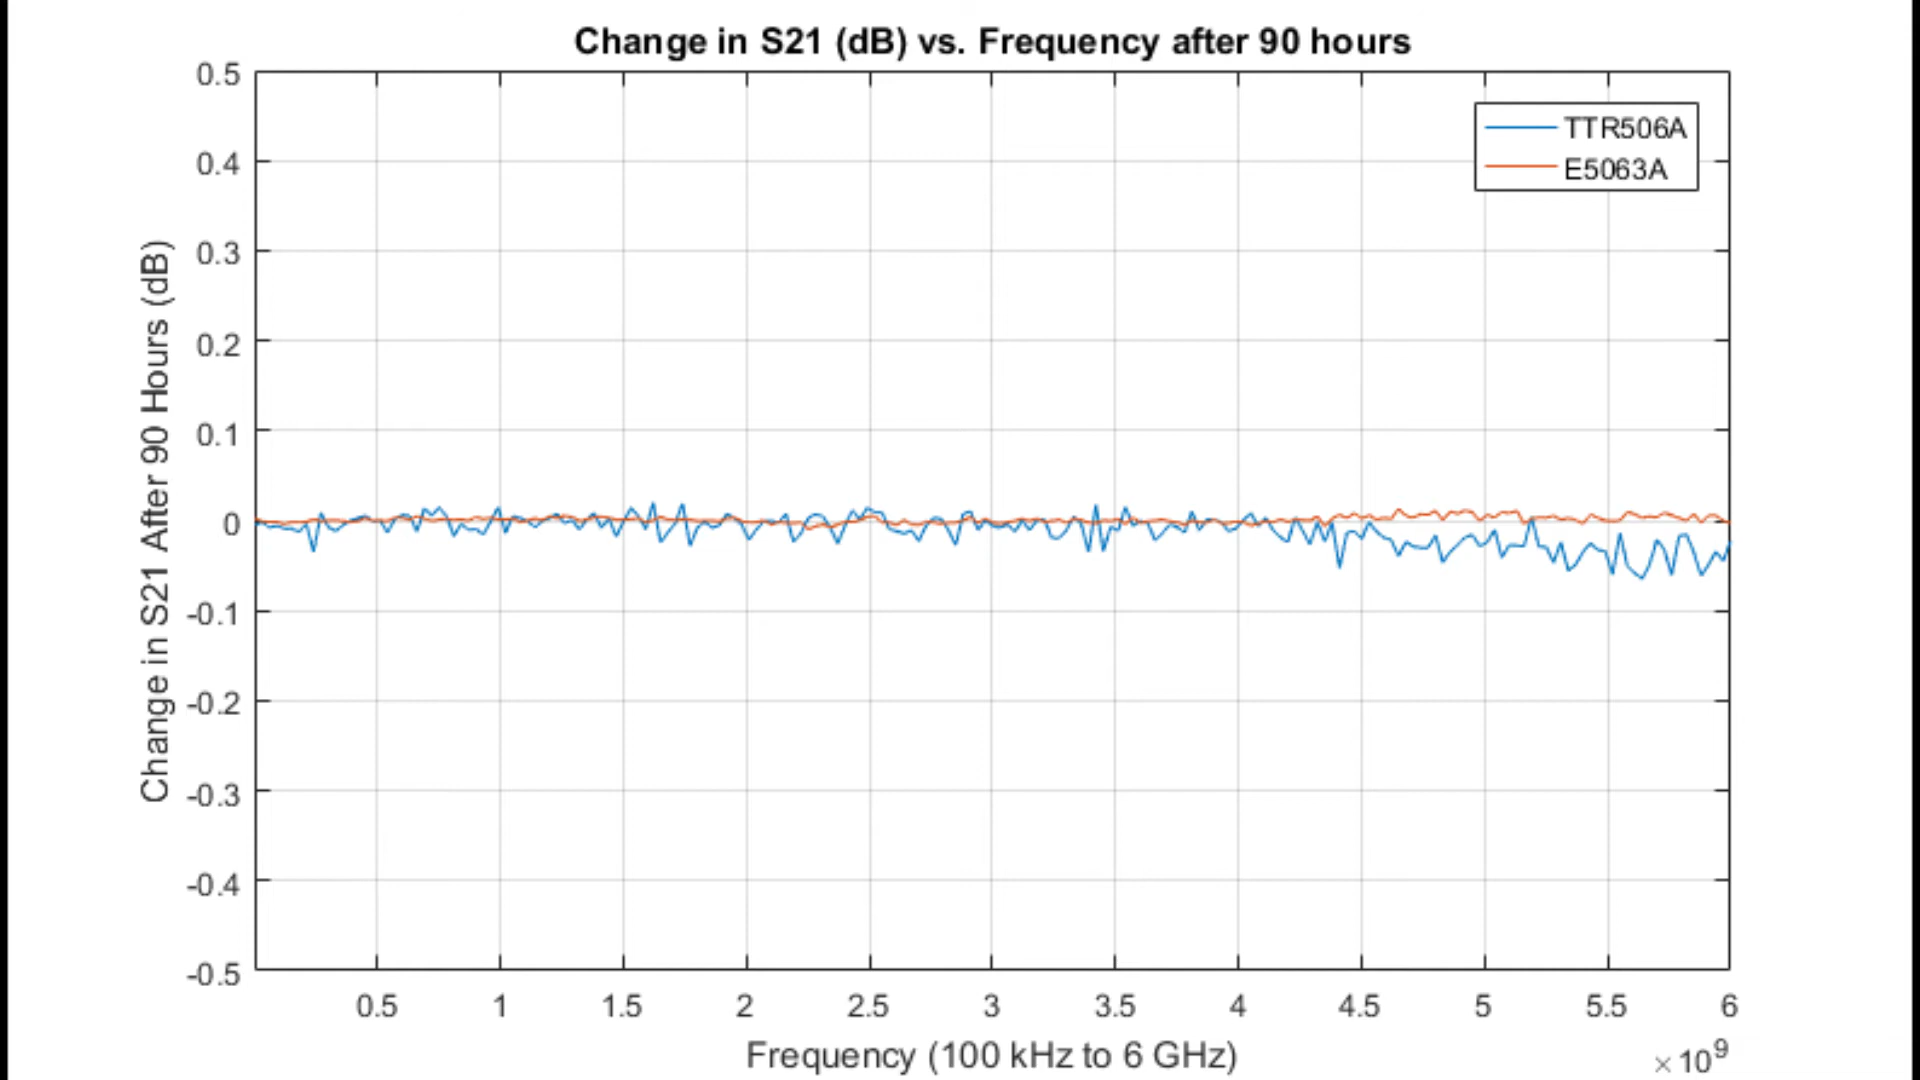 Change in S21 (dB) vs. Frequency after 90 hours
TTR506A
E5063A
Change in S21 After 90 Hours (dB)
0.5
0.4
0.3
0.2
0.1
0
-0.1
-0.2
-0.3
-0.4
-0.5
0.5 1 1.5 2 2.5 3 3.5 4 4.5 5 5.5 6
Frequency (100 kHz to 6 GHz)
×10⁹